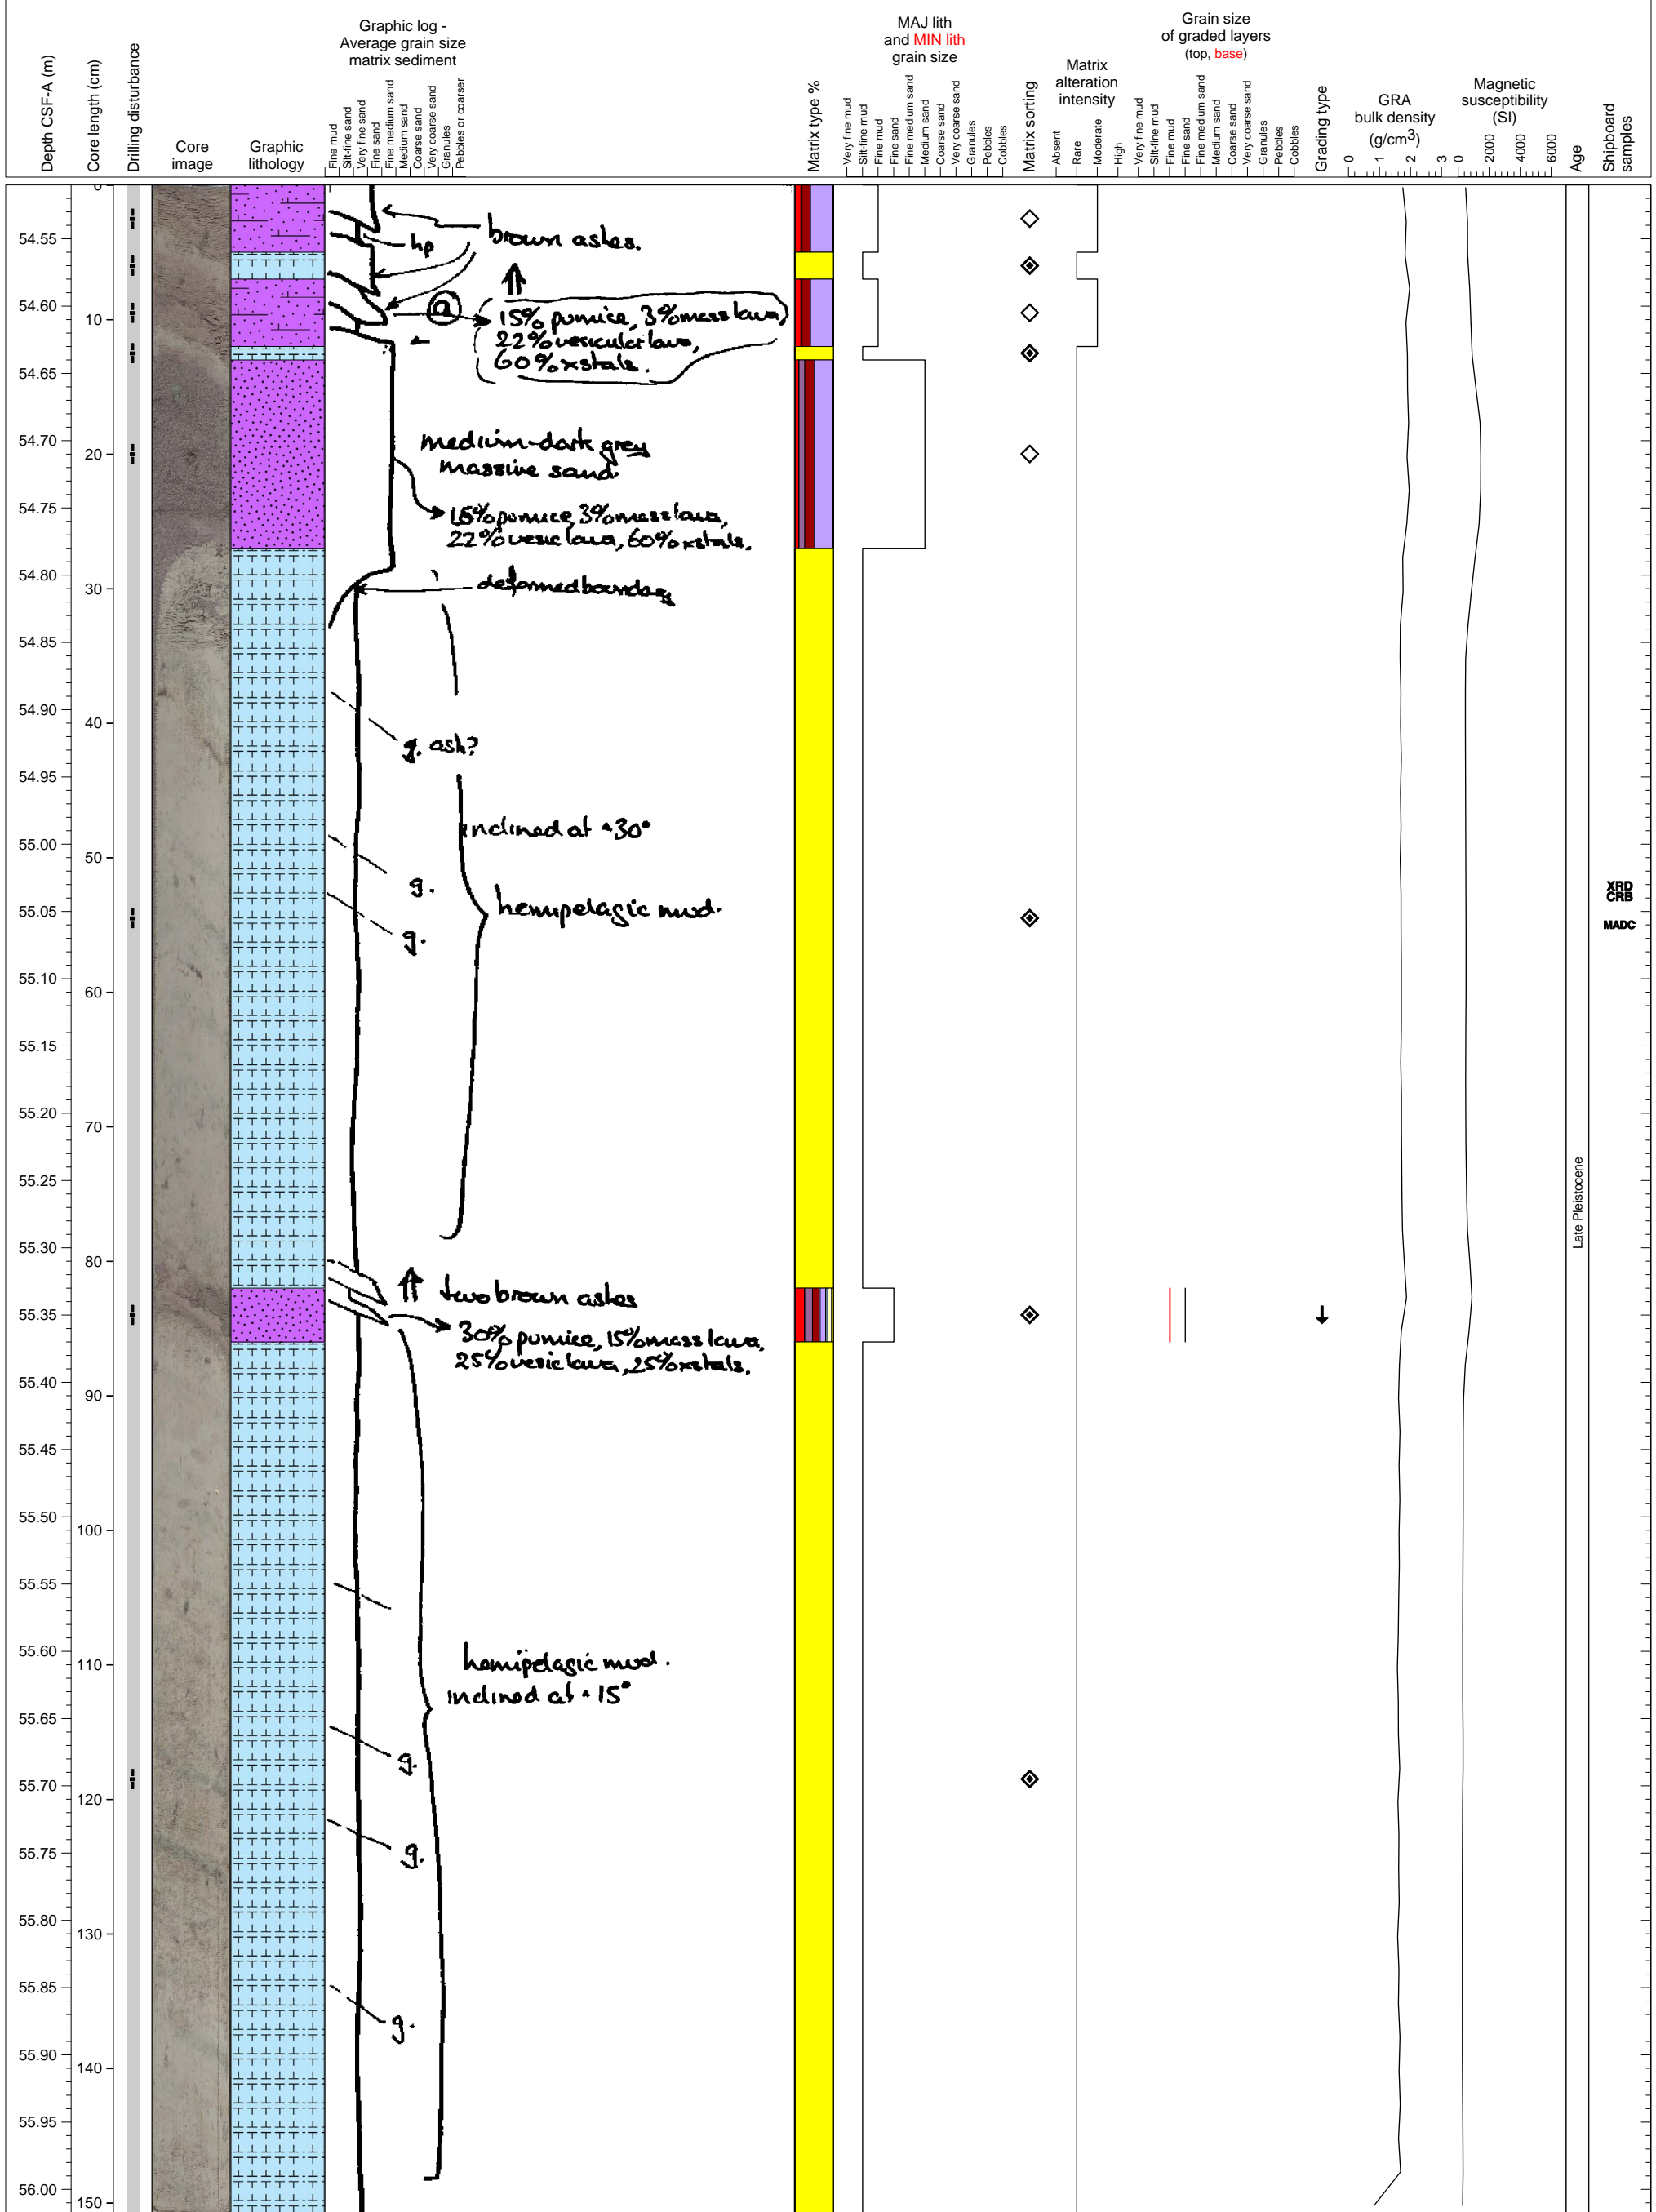 Graphic log -
Average grain size
matrix sediment
MAJ lith
and MIN lith
grain size
Grain size
of graded layers
(top, base)
Matrix
alteration
intensity
GRA
bulk density
(g/cm3)
Magnetic
susceptibility
(SI)
Depth CSF-A (m)
Core length (cm)
Drilling disturbance
Core
image
Graphic
lithology
Fine mud
Silt-fine sand
Very fine sand
Fine sand
Fine medium sand
Medium sand
Coarse sand
Very coarse sand
Granules
Pebbles or coarser
Matrix type %
Very fine mud
Silt-fine mud
Fine mud
Fine sand
Fine medium sand
Medium sand
Coarse sand
Very coarse sand
Granules
Pebbles
Cobbles
Matrix sorting
Absent
Rare
Moderate
High
Very fine mud
Silt-fine mud
Fine mud
Fine sand
Fine medium sand
Medium sand
Coarse sand
Very coarse sand
Granules
Pebbles
Cobbles
Grading type
0 1 2 3
0 2000 4000 6000
Age
Shipboard
samples
0
54.55
brown ashes.
hp
54.60
10
a
15% pumice, 3% mass lava,
22% vesicular lava,
60% xstals.
54.65
54.70
20
medium-dark grey
massive sand.
54.75
15% pumice 3% mass lava,
22% vesic lava, 60% xstals.
54.80
30
deformed boundary
54.85
54.90
40
g. ash?
54.95
inclined at ~30°
55.00
50
g.
XRD
CRB
hemipelagic mud.
55.05
MADC
g.
55.10
60
55.15
55.20
70
55.25
Late Pleistocene
55.30
80
two brown ashes
55.35
30% pumice, 15% mass lava,
25% vesic lava, 25% xstals.
55.40
90
55.45
55.50
100
55.55
55.60
110
hemipelagic mud.
inclined at ~15°
55.65
g.
55.70
120
55.75
g.
55.80
130
55.85
g.
55.90
140
55.95
56.00
150